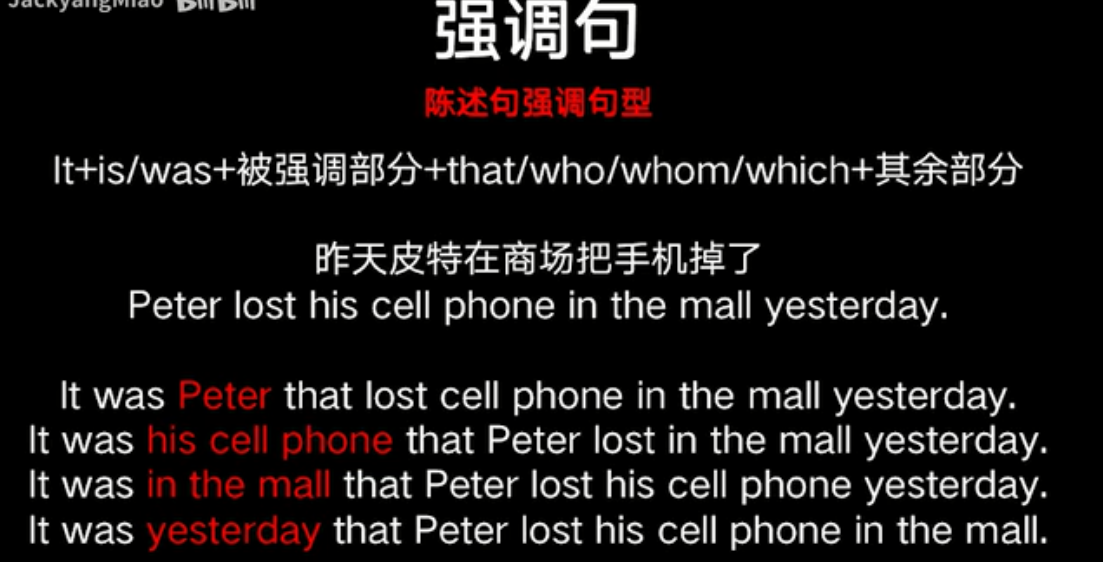 JackyangMiao BiliBili
强调句
陈述句强调句型
It+is/was+被强调部分+that/who/whom/which+其余部分
昨天皮特在商场把手机掉了
Peter lost his cell phone in the mall yesterday.
It was Peter that lost cell phone in the mall yesterday.
It was his cell phone that Peter lost in the mall yesterday.
It was in the mall that Peter lost his cell phone yesterday.
It was yesterday that Peter lost his cell phone in the mall.